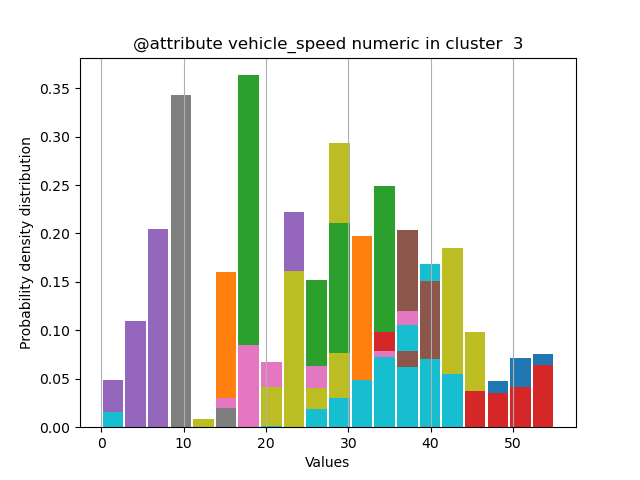 @attribute vehicle_speed numeric in cluster  3
Probability density distribution
0.35
0.30
0.25
0.20
0.15
0.10
0.05
0.00
0 10 20 30 40 50
Values